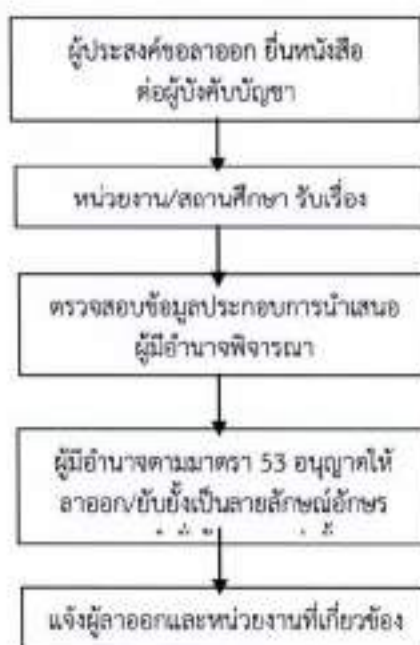 ผู้ประสงค์ขอลาออก ยื่นหนังสือ
ต่อผู้บังคับบัญชา
หน่วยงาน/สถานศึกษา รับเรื่อง
ตรวจสอบข้อมูลประกอบการนำเสนอ
ผู้มีอำนาจพิจารณา
ผู้มีอำนาจตามมาตรา 53 อนุญาตให้
ลาออก/ยับยั้งเป็นลายลักษณ์อักษร
แจ้งผู้ลาออกและหน่วยงานที่เกี่ยวข้อง